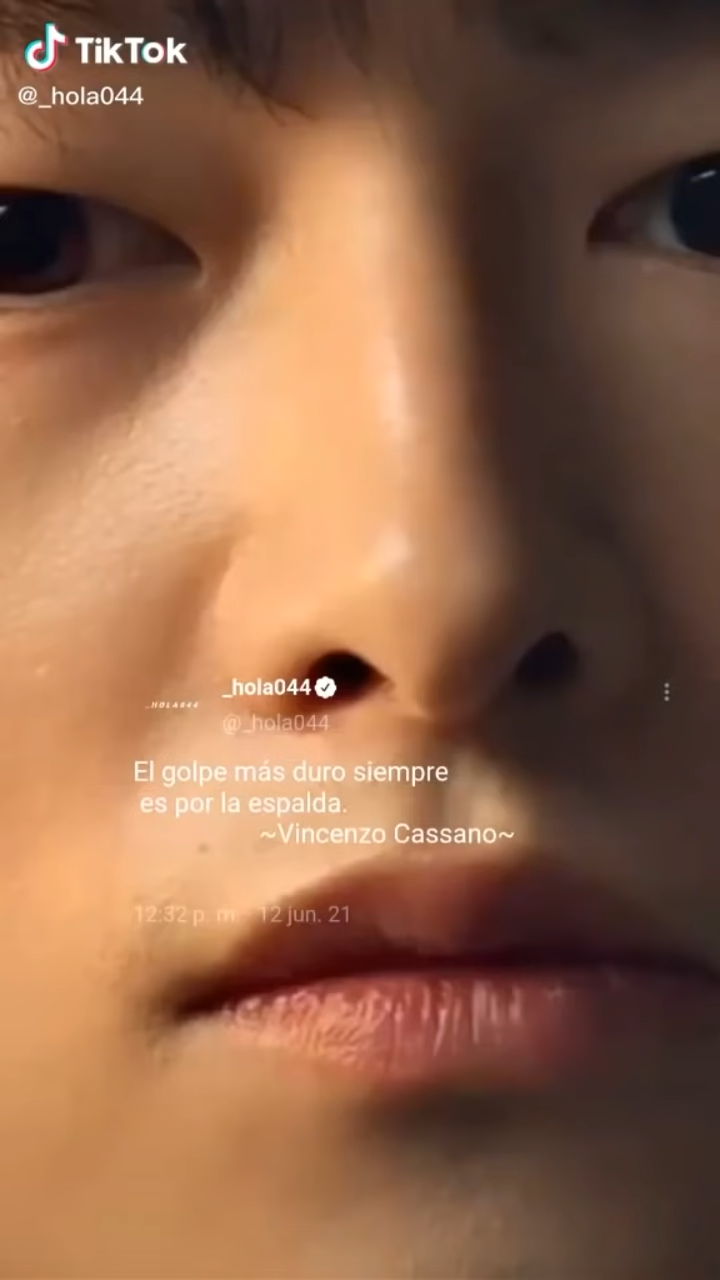 TikTok
@_hola044
_hola044
_HOLA044
@_hola044
El golpe más duro siempre
es por la espalda.
~Vincenzo Cassano~
12:32 p. m. 12 jun. 21